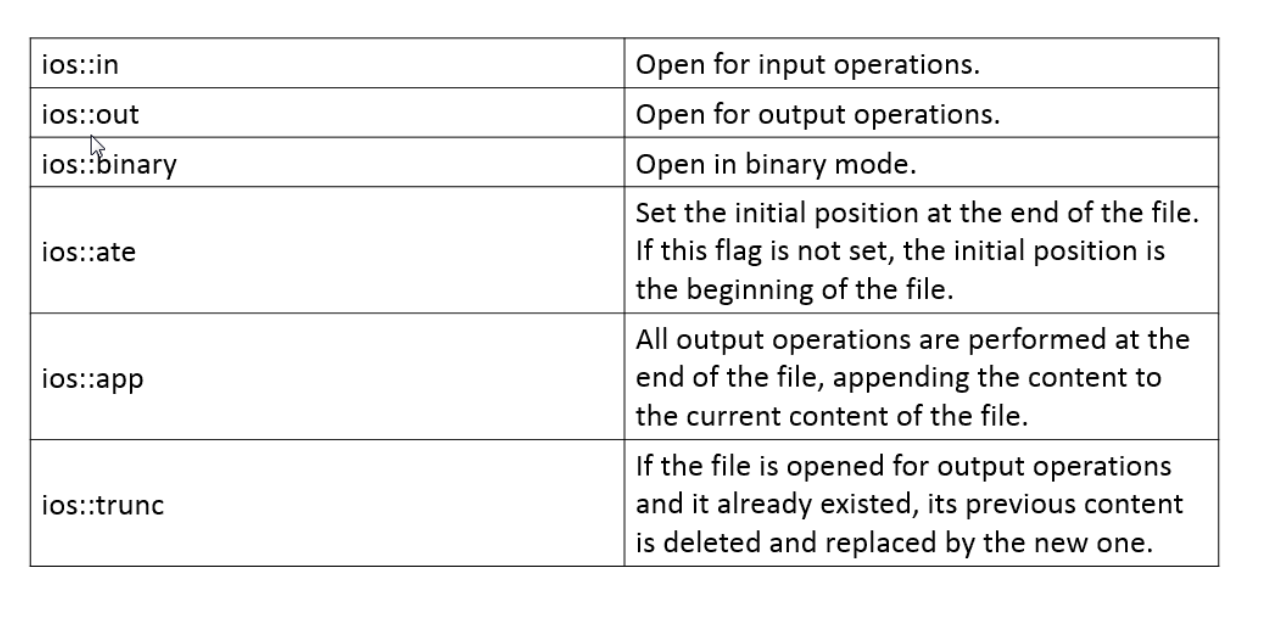 ios::in
Open for input operations.
ios::out
Open for output operations.
ios::binary
Open in binary mode.
ios::ate
Set the initial position at the end of the file.
If this flag is not set, the initial position is
the beginning of the file.
ios::app
All output operations are performed at the
end of the file, appending the content to
the current content of the file.
ios::trunc
If the file is opened for output operations
and it already existed, its previous content
is deleted and replaced by the new one.